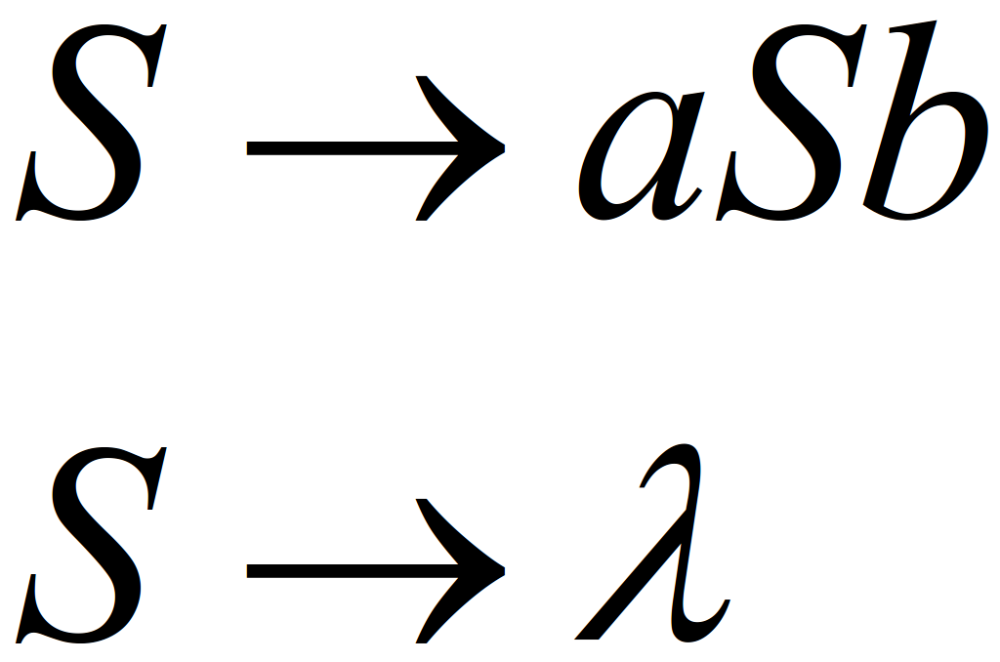 S → aSb
S → λ